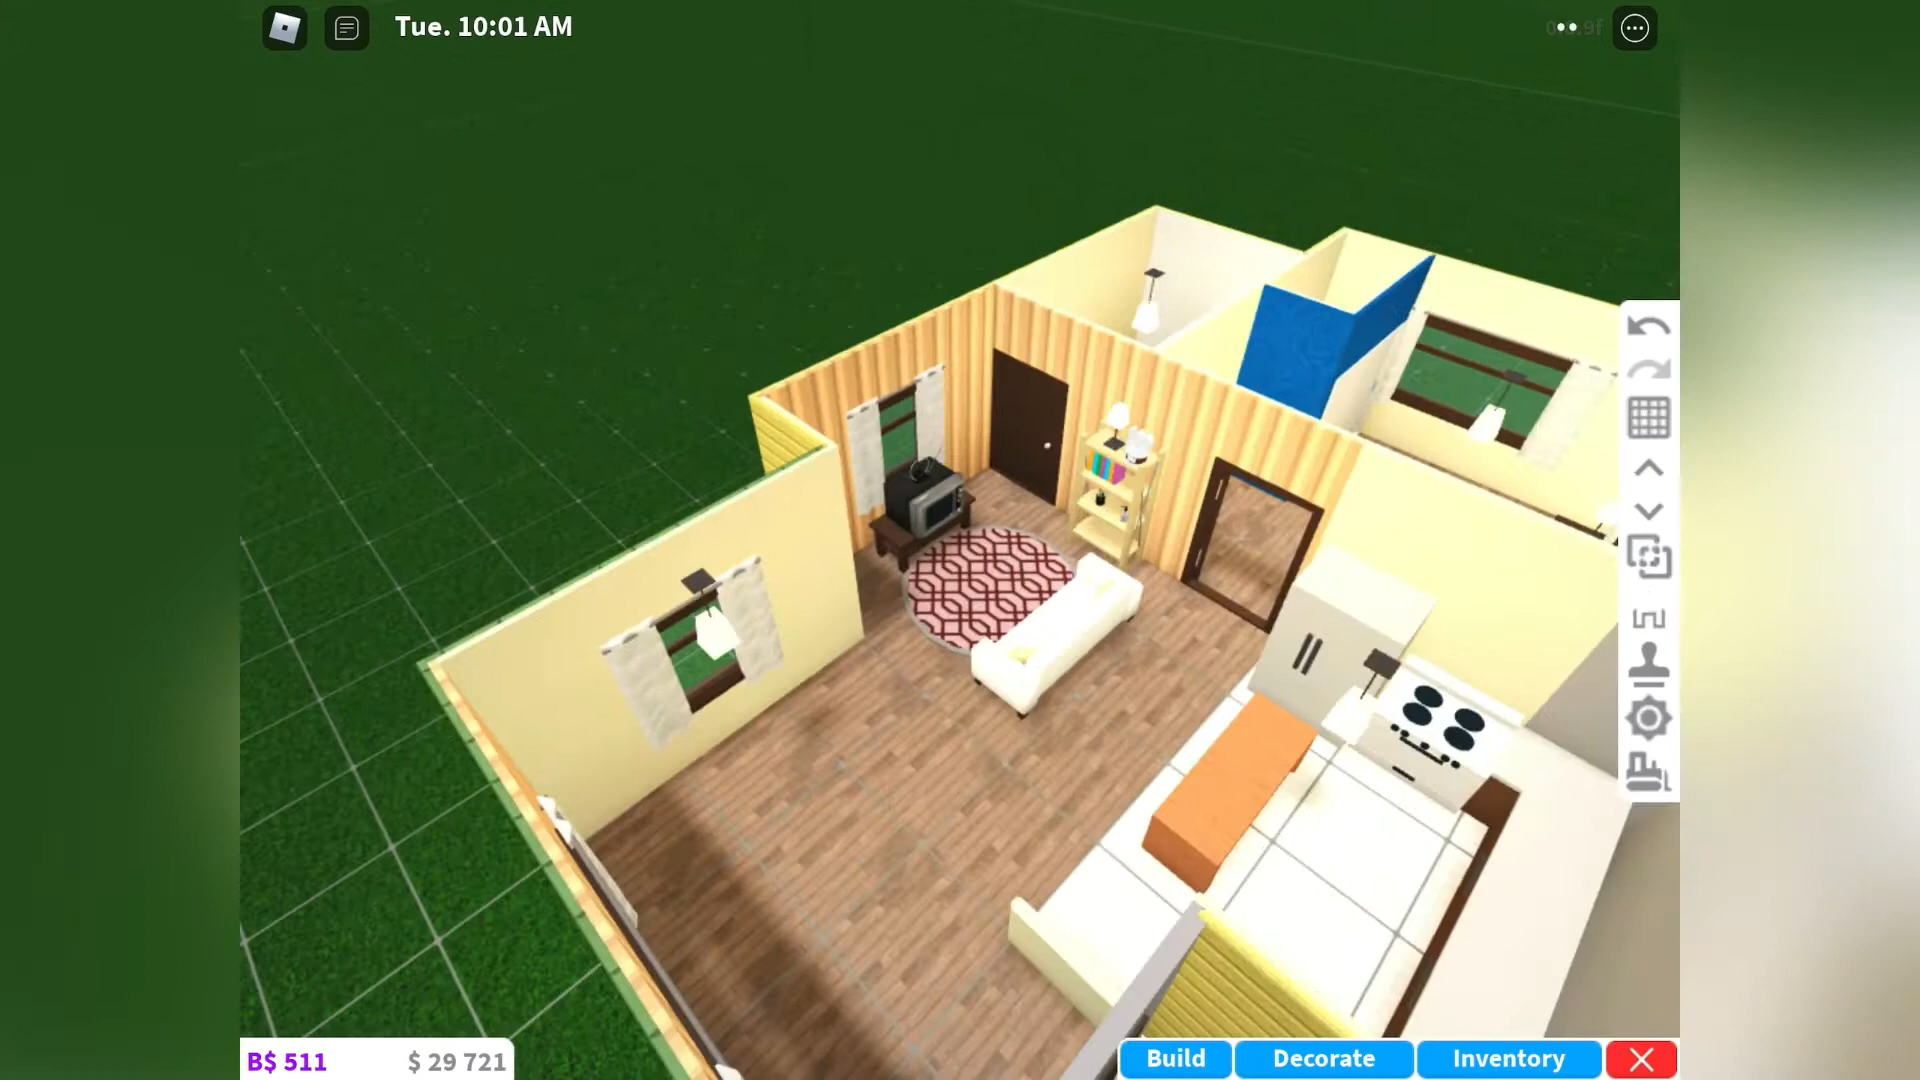 Tue. 10:01 AM
B$ 511
$ 29 721
Build
Decorate
Inventory